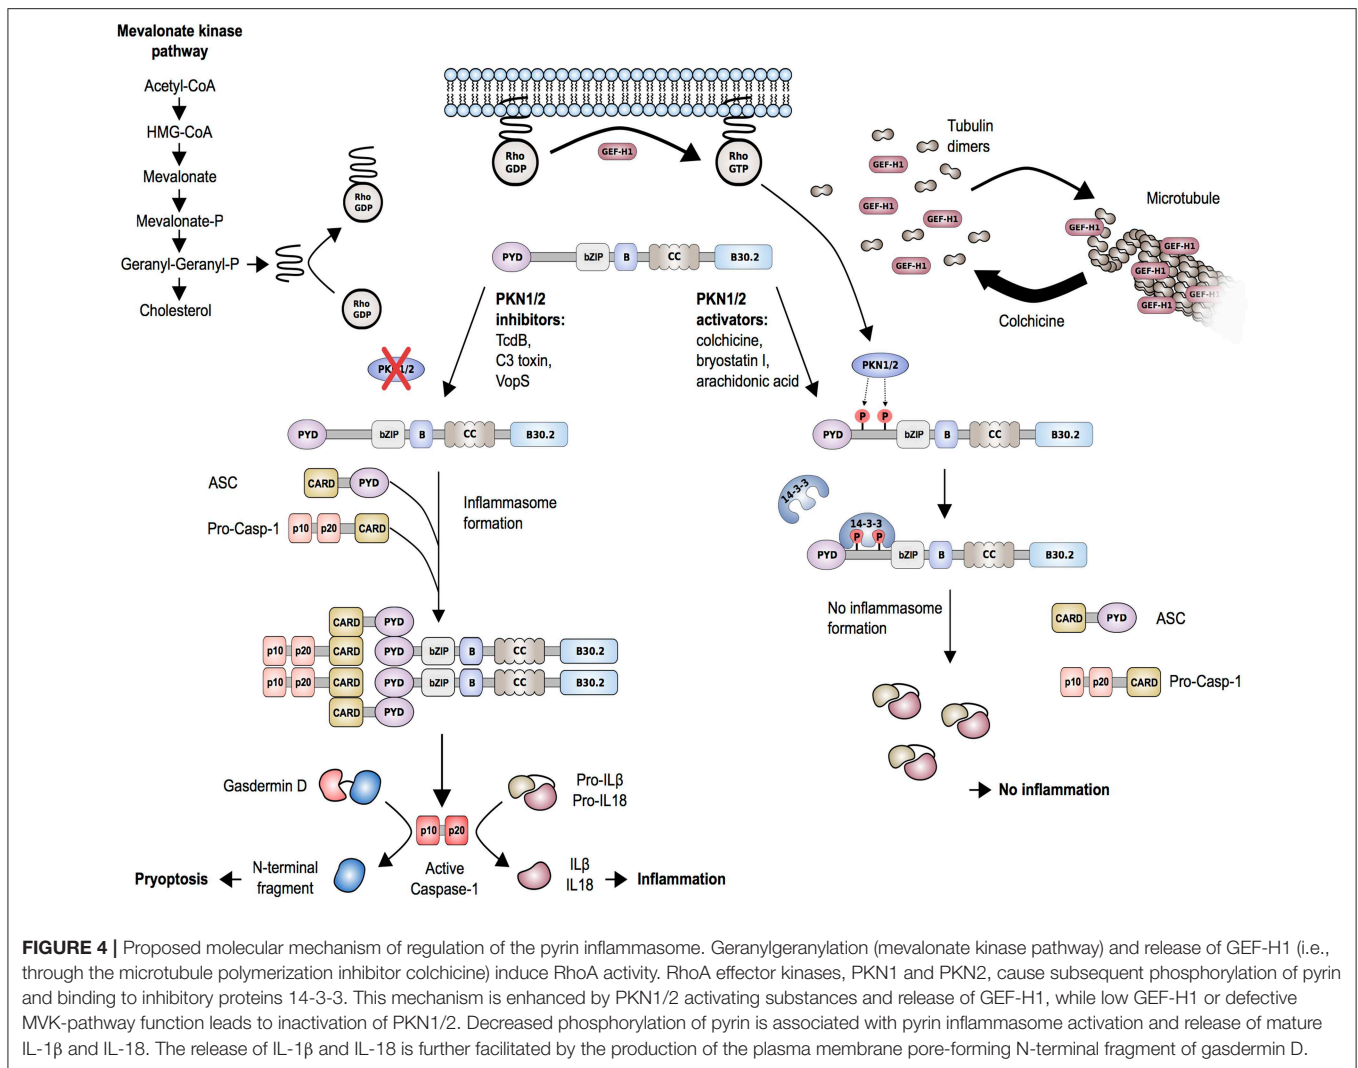 Mevalonate kinase
pathway
Acetyl-CoA
HMG-CoA
Mevalonate
Mevalonate-P
Geranyl-Geranyl-P
Cholesterol
Rho
GDP
Rho
GDP
Rho
GDP
GEF-H1
Rho
GTP
Tubulin
dimers
GEF-H1
GEF-H1
GEF-H1
GEF-H1
Colchicine
Microtubule
GEF-H1
GEF-H1
GEF-H1
GEF-H1
GEF-H1
PYD
bZIP
B
CC
B30.2
PKN1/2
inhibitors:
TcdB,
C3 toxin,
VopS
PKN1/2
activators:
colchicine,
bryostatin I,
arachidonic acid
PKN1/2
PKN1/2
P P
PYD
bZIP
B
CC
B30.2
PYD
bZIP
B
CC
B30.2
ASC
CARD
PYD
Pro-Casp-1
p10
p20
CARD
Inflammasome
formation
14-3-3
14-3-3
P P
PYD
bZIP
B
CC
B30.2
No inflammasome
formation
CARD
PYD
ASC
p10
p20
CARD
Pro-Casp-1
No inflammation
CARD
PYD
p10
p20
CARD
PYD
bZIP
B
CC
B30.2
p10
p20
CARD
PYD
bZIP
B
CC
B30.2
CARD
PYD
Gasdermin D
Pro-ILβ
Pro-IL18
p10
p20
Active
Caspase-1
Pryoptosis
N-terminal
fragment
ILβ
IL18
Inflammation
FIGURE 4 | Proposed molecular mechanism of regulation of the pyrin inflammasome. Geranylgeranylation (mevalonate kinase pathway) and release of GEF-H1 (i.e.,
through the microtubule polymerization inhibitor colchicine) induce RhoA activity. RhoA effector kinases, PKN1 and PKN2, cause subsequent phosphorylation of pyrin
and binding to inhibitory proteins 14-3-3. This mechanism is enhanced by PKN1/2 activating substances and release of GEF-H1, while low GEF-H1 or defective
MVK-pathway function leads to inactivation of PKN1/2. Decreased phosphorylation of pyrin is associated with pyrin inflammasome activation and release of mature
IL-1β and IL-18. The release of IL-1β and IL-18 is further facilitated by the production of the plasma membrane pore-forming N-terminal fragment of gasdermin D.